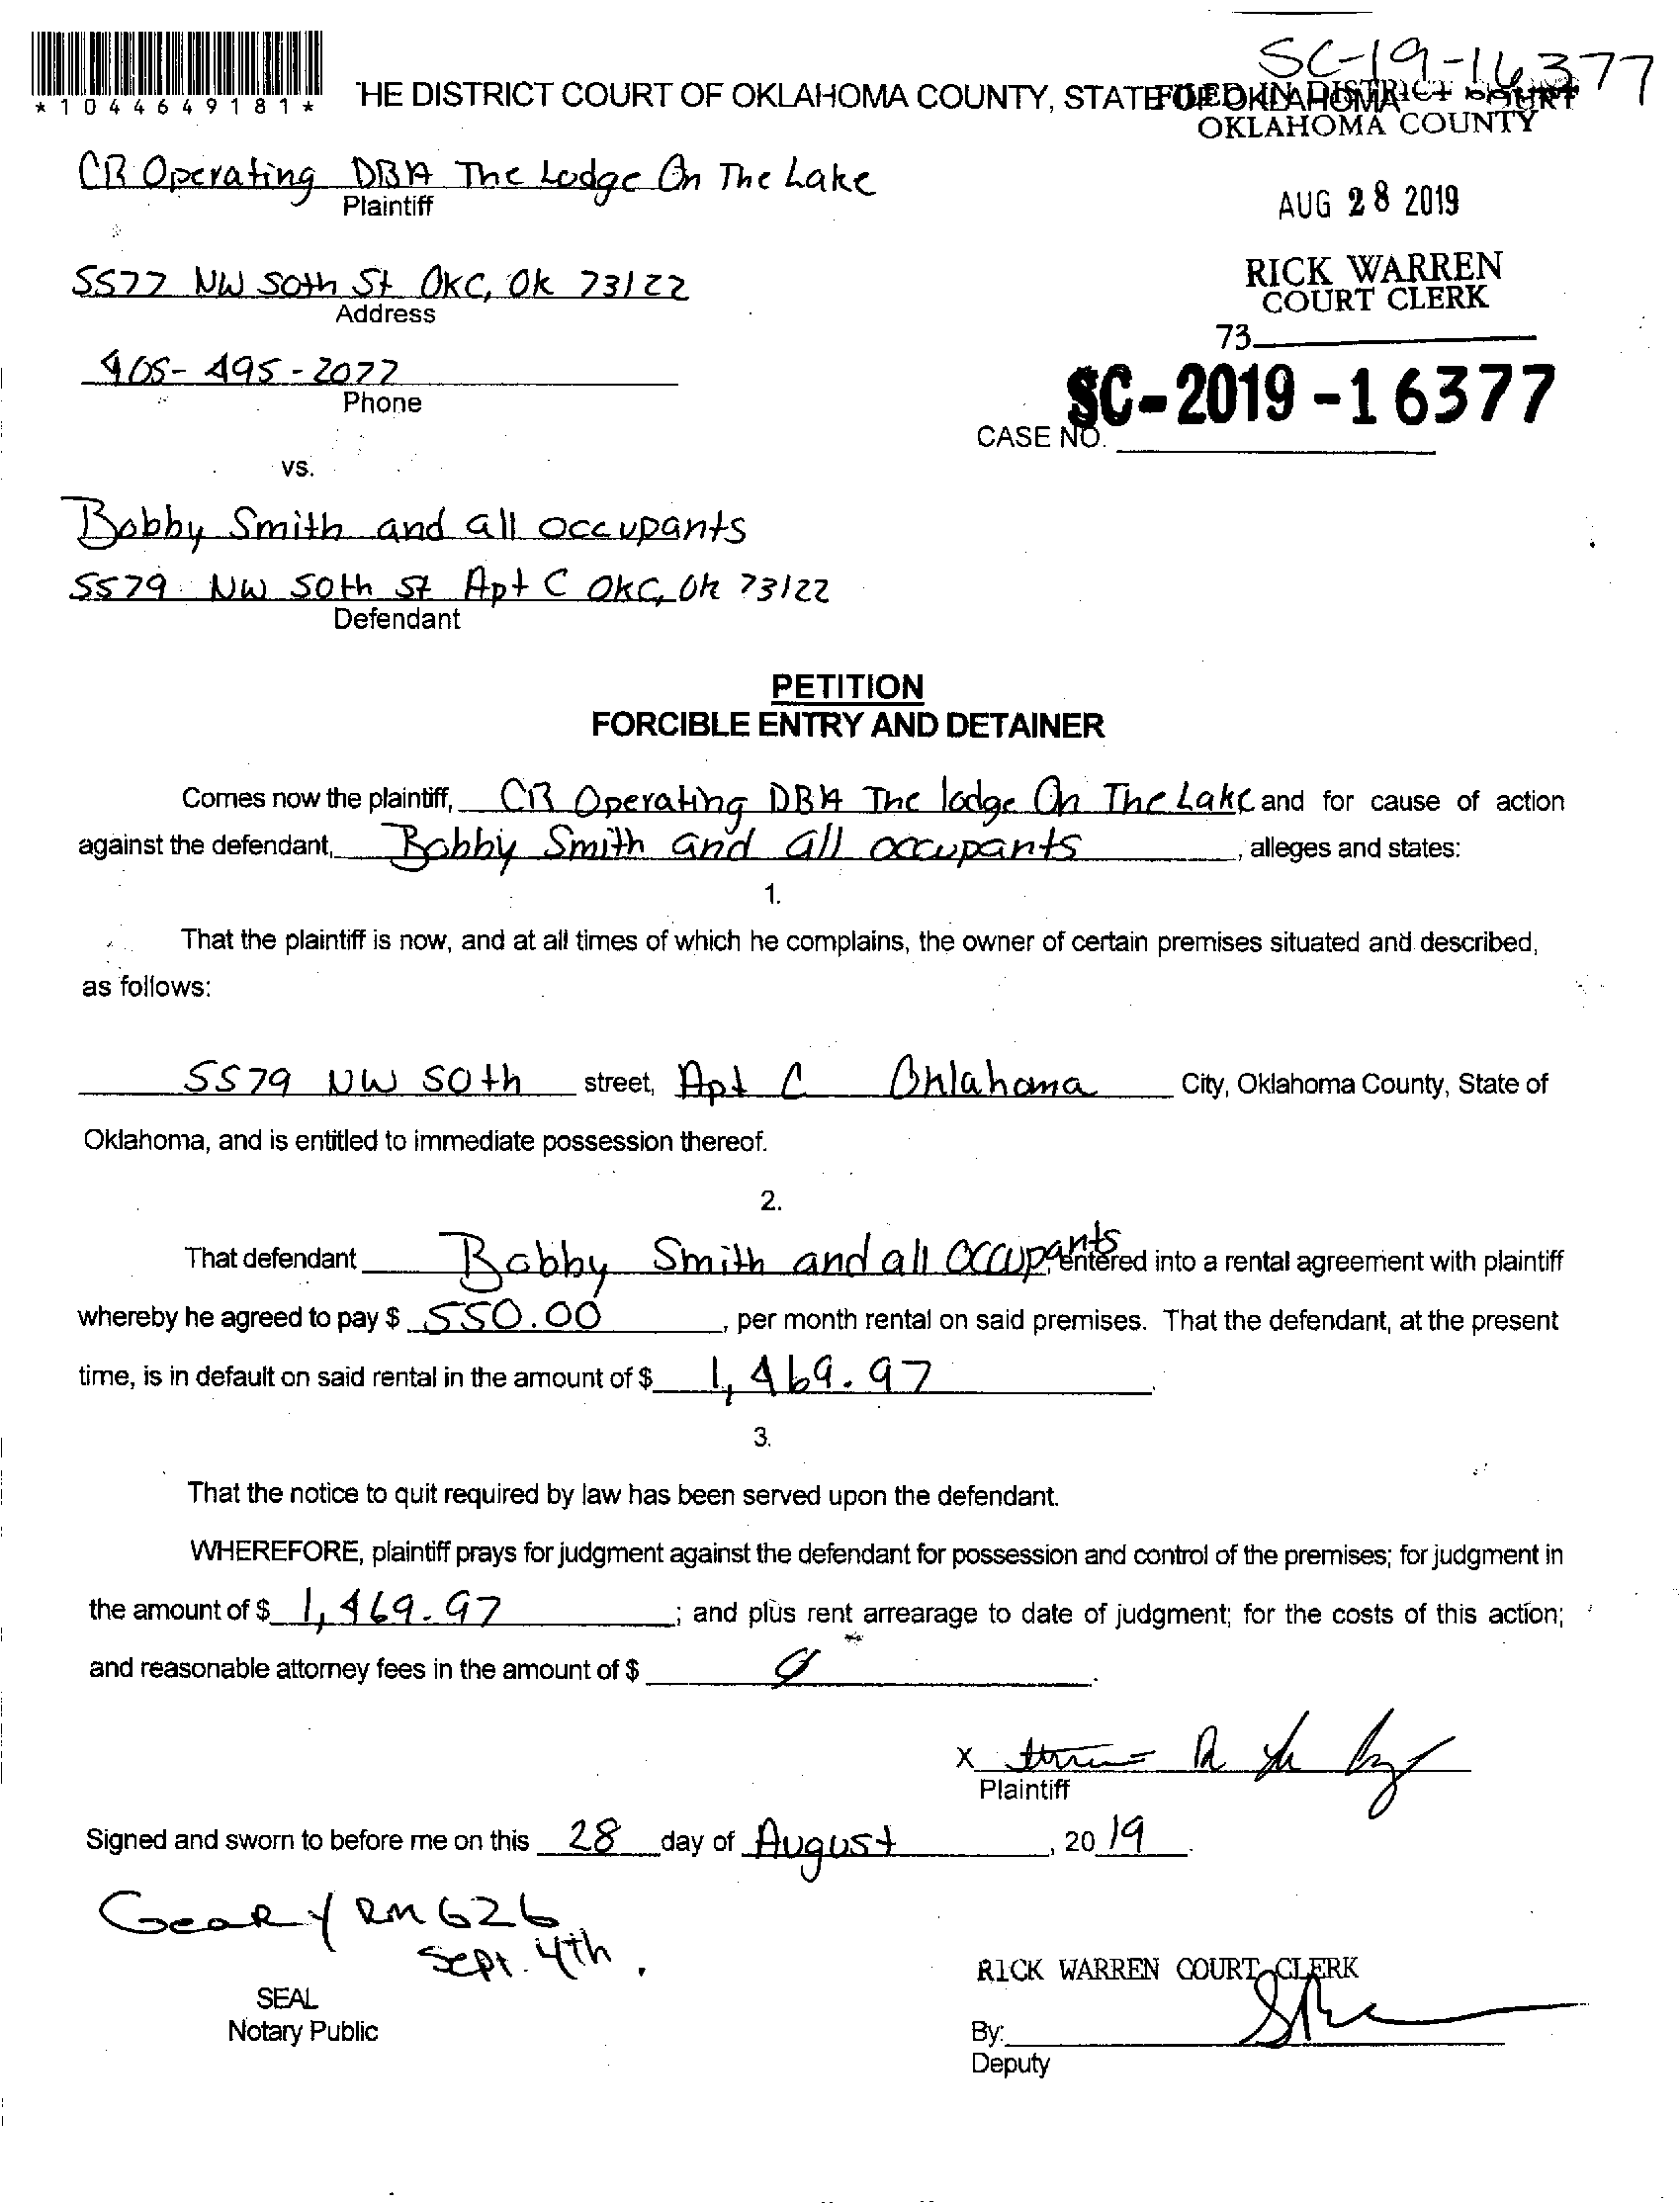 SC-19-16377
*1044649181*
THE DISTRICT COURT OF OKLAHOMA COUNTY, STATE OF OKLAHOMA
FILED IN DISTRICT COURT
OKLAHOMA COUNTY
CR Operating DBA The Lodge On The Lake
Plaintiff
AUG 28 2019
5577 NW 50th St OKC, OK 73122
Address
RICK WARREN
COURT CLERK
73
405-495-2077
Phone
SC-2019-16377
CASE NO.
vs.
Bobby Smith and all occupants
5579 NW 50th St Apt C OKC, Ok 73122
Defendant
PETITION
FORCIBLE ENTRY AND DETAINER
Comes now the plaintiff, CR Operating DBA The lodge On The Lake and for cause of action
against the defendant, Bobby Smith and all occupants, alleges and states:
1.
That the plaintiff is now, and at all times of which he complains, the owner of certain premises situated and described,
as follows:
5579 NW 50th street, Apt C Oklahoma City, Oklahoma County, State of
Oklahoma, and is entitled to immediate possession thereof.
2.
That defendant Bobby Smith and all occupants, entered into a rental agreement with plaintiff
whereby he agreed to pay $ 550.00, per month rental on said premises. That the defendant, at the present
time, is in default on said rental in the amount of $ 1,469.97.
3.
That the notice to quit required by law has been served upon the defendant.
WHEREFORE, plaintiff prays for judgment against the defendant for possession and control of the premises; for judgment in
the amount of $ 1,469.97; and plus rent arrearage to date of judgment; for the costs of this action;
and reasonable attorney fees in the amount of $
x
Plaintiff
Signed and sworn to before me on this 28 day of August, 20 19.
Geary RM 626
Sept. 4th.
RICK WARREN COURT CLERK
SEAL
Notary Public
By:
Deputy